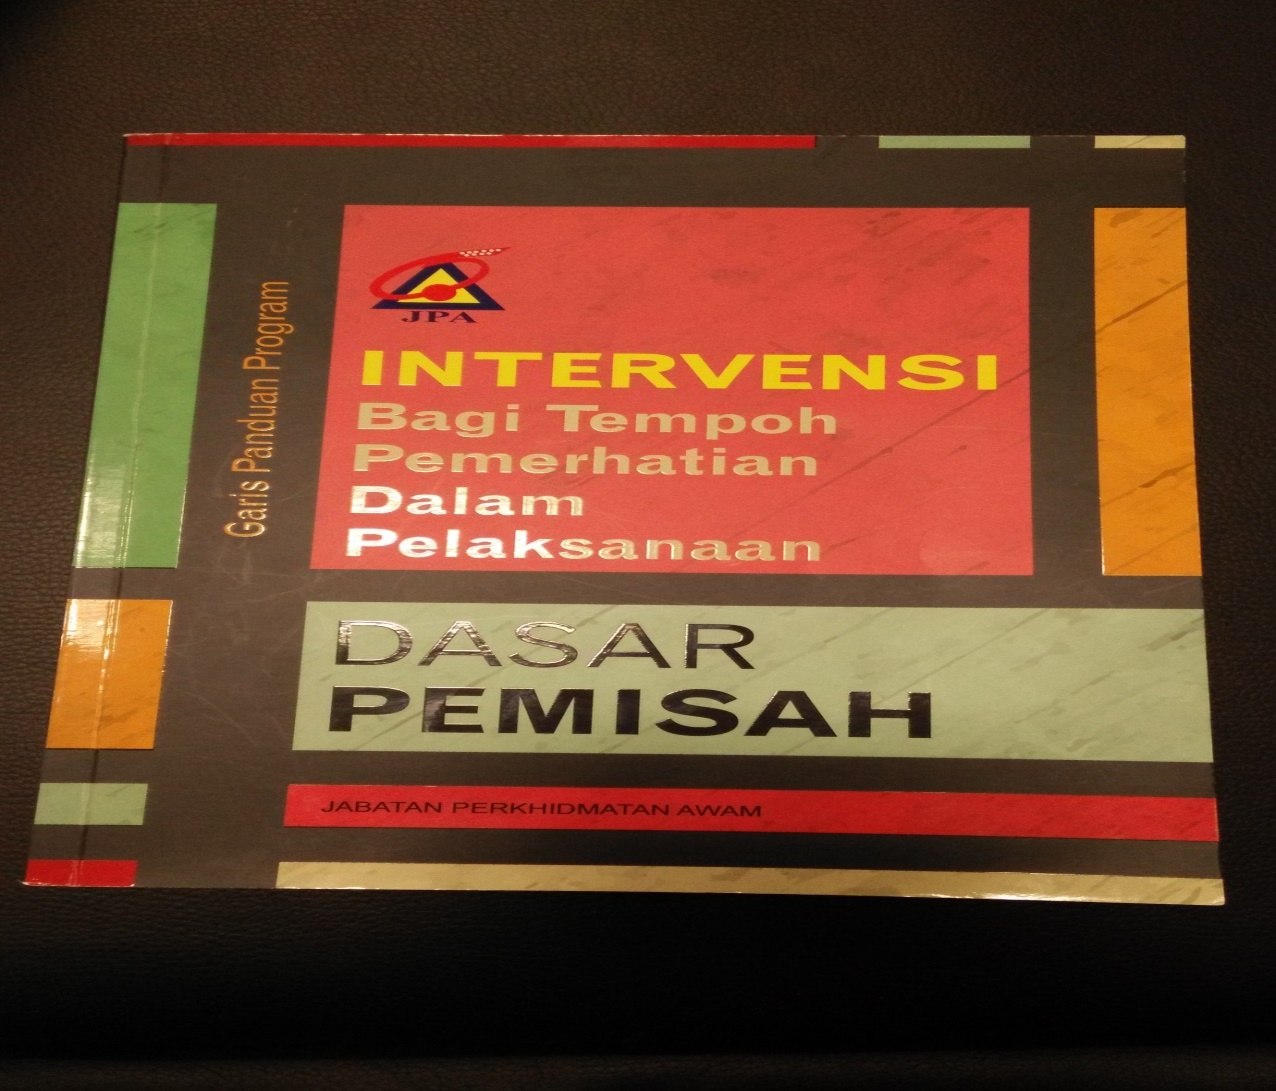 Garis Panduan Program
JPA
INTERVENSI
Bagi Tempoh
Pemerhatian
Dalam
Pelaksanaan
DASAR
PEMISAH
JABATAN PERKHIDMATAN AWAM